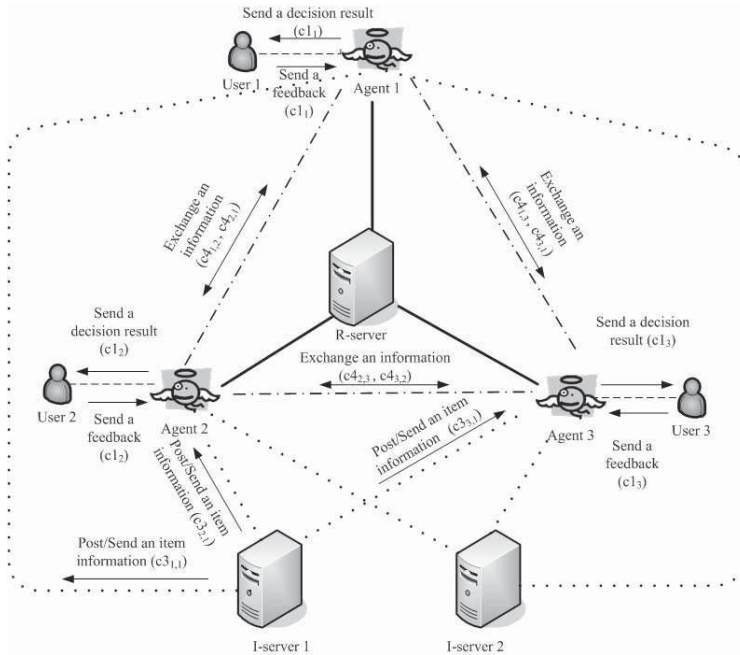 Send a decision result
(c1₁)
User 1
Send a
feedback
(c1₁)
Agent 1
Exchange an
information
(c4₁,₂ , c4₂,₁)
Exchange an
information
(c4₁,₃ , c4₃,₁)
R-server
Send a
decision result
(c1₂)
User 2
Send a
feedback
(c1₂)
Agent 2
Exchange an information
(c4₂,₃ , c4₃,₂)
Send a decision
result (c1₃)
Agent 3
User 3
Send a
feedback
(c1₃)
Post/Send an item
information (c3₂,₁)
Post/Send an item
information (c3₃,₁)
Post/Send an item
information (c3₁,₁)
I-server 1
I-server 2